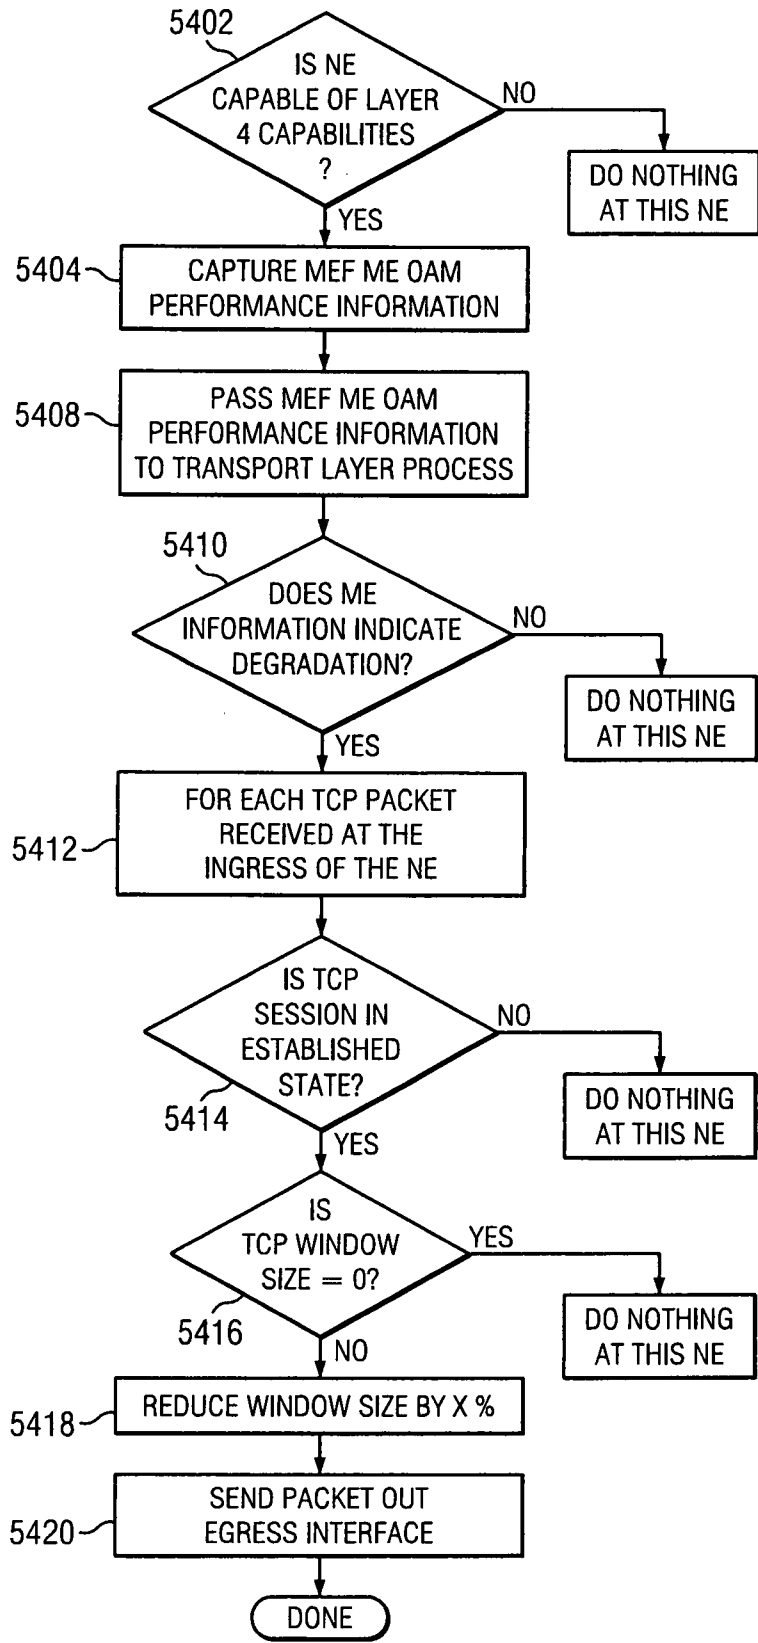 5402
IS NE
CAPABLE OF LAYER
4 CAPABILITIES
?
NO
DO NOTHING
AT THIS NE
YES
5404
CAPTURE MEF ME OAM
PERFORMANCE INFORMATION
5408
PASS MEF ME OAM
PERFORMANCE INFORMATION
TO TRANSPORT LAYER PROCESS
5410
DOES ME
INFORMATION INDICATE
DEGRADATION?
NO
DO NOTHING
AT THIS NE
YES
5412
FOR EACH TCP PACKET
RECEIVED AT THE
INGRESS OF THE NE
IS TCP
SESSION IN
ESTABLISHED
STATE?
5414
NO
DO NOTHING
AT THIS NE
YES
IS
TCP WINDOW
SIZE = 0?
5416
YES
DO NOTHING
AT THIS NE
NO
5418
REDUCE WINDOW SIZE BY X %
5420
SEND PACKET OUT
EGRESS INTERFACE
DONE